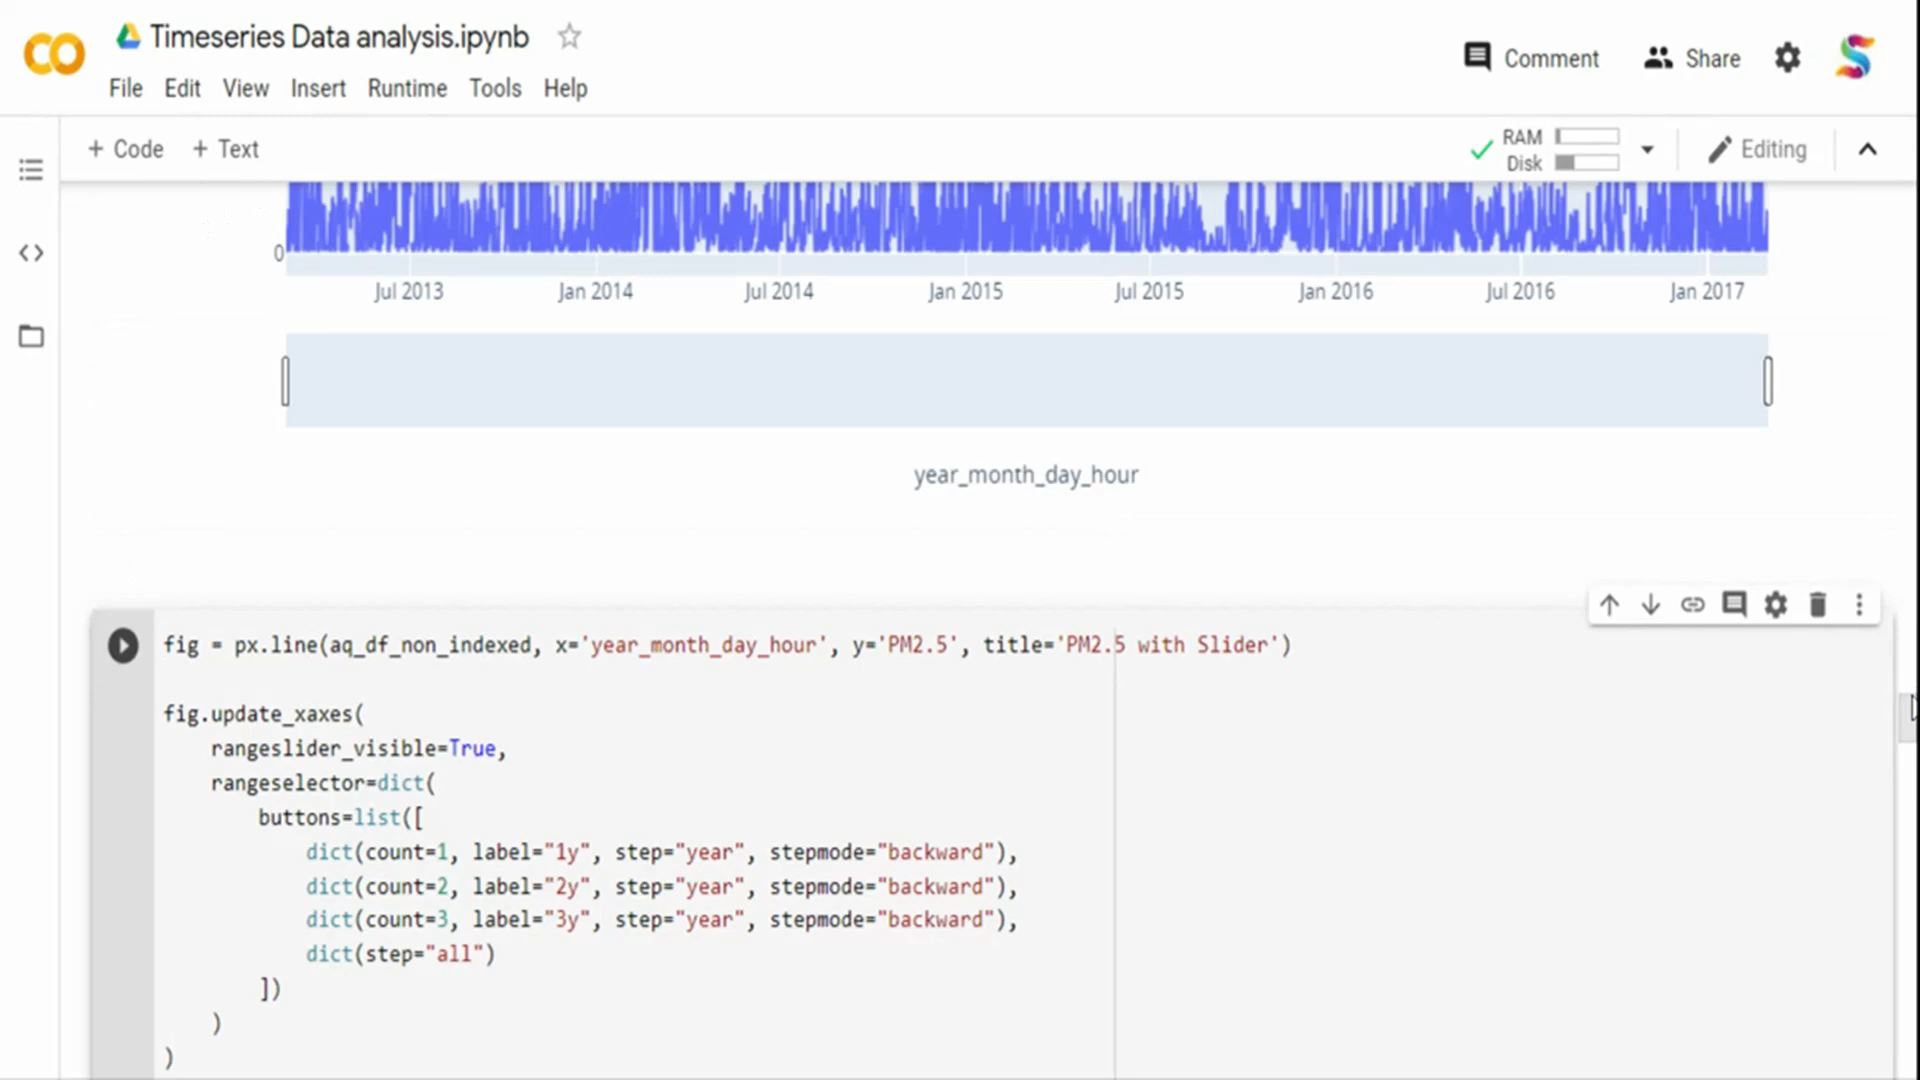 Timeseries Data analysis.ipynb
File Edit View Insert Runtime Tools Help
Comment Share
+ Code + Text
RAM
Disk
Editing
0
Jul 2013 Jan 2014 Jul 2014 Jan 2015 Jul 2015 Jan 2016 Jul 2016 Jan 2017
year_month_day_hour
fig = px.line(aq_df_non_indexed, x='year_month_day_hour', y='PM2.5', title='PM2.5 with Slider')
fig.update_xaxes(
    rangeslider_visible=True,
    rangeselector=dict(
        buttons=list([
            dict(count=1, label="1y", step="year", stepmode="backward"),
            dict(count=2, label="2y", step="year", stepmode="backward"),
            dict(count=3, label="3y", step="year", stepmode="backward"),
            dict(step="all")
        ])
    )
)